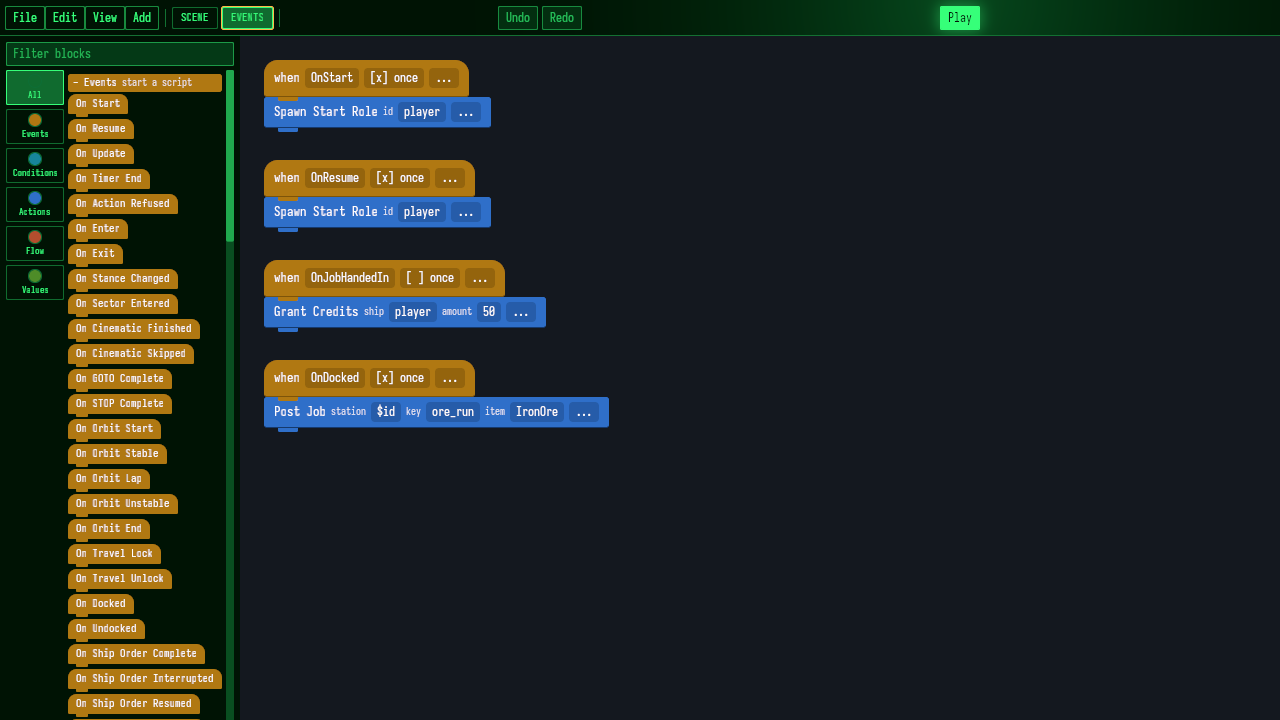 File Edit View Add SCENE EVENTS Undo Redo Play
Filter blocks
All
Events
Conditions
Actions
Flow
Values
− Events start a script
On Start
On Resume
On Update
On Timer End
On Action Refused
On Enter
On Exit
On Stance Changed
On Sector Entered
On Cinematic Finished
On Cinematic Skipped
On GOTO Complete
On STOP Complete
On Orbit Start
On Orbit Stable
On Orbit Lap
On Orbit Unstable
On Orbit End
On Travel Lock
On Travel Unlock
On Docked
On Undocked
On Ship Order Complete
On Ship Order Interrupted
On Ship Order Resumed
when OnStart [x] once ...
Spawn Start Role id player ...
when OnResume [x] once ...
Spawn Start Role id player ...
when OnJobHandedIn [ ] once ...
Grant Credits ship player amount 50 ...
when OnDocked [x] once ...
Post Job station $id key ore_run item IronOre ...